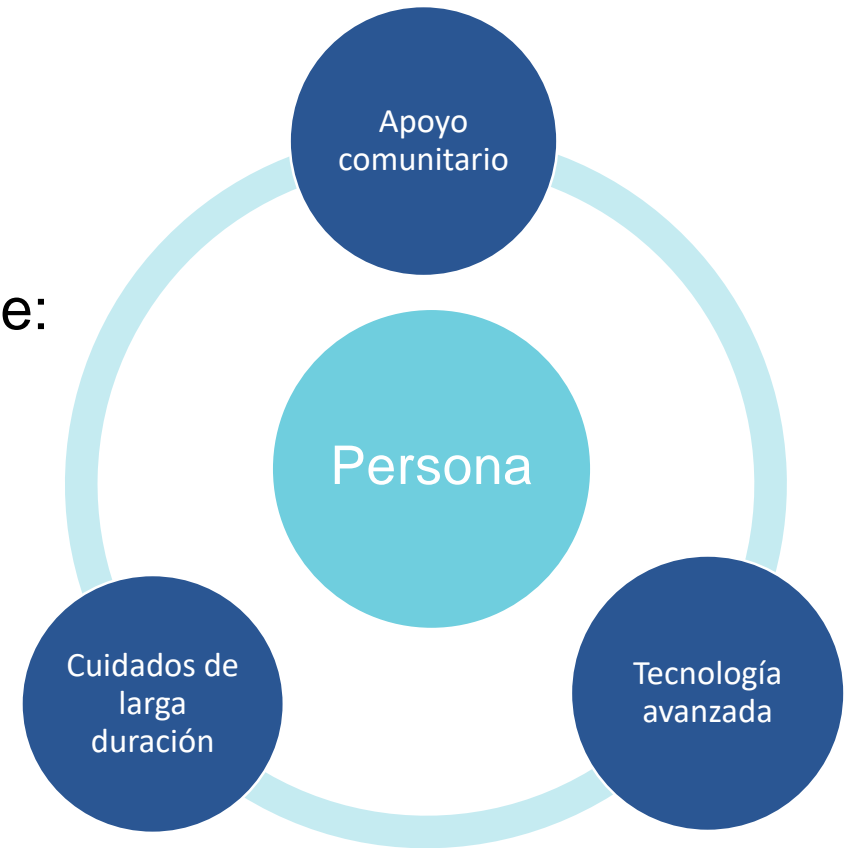 Apoyo
comunitario
e:
Persona
Cuidados de
larga
duración
Tecnología
avanzada